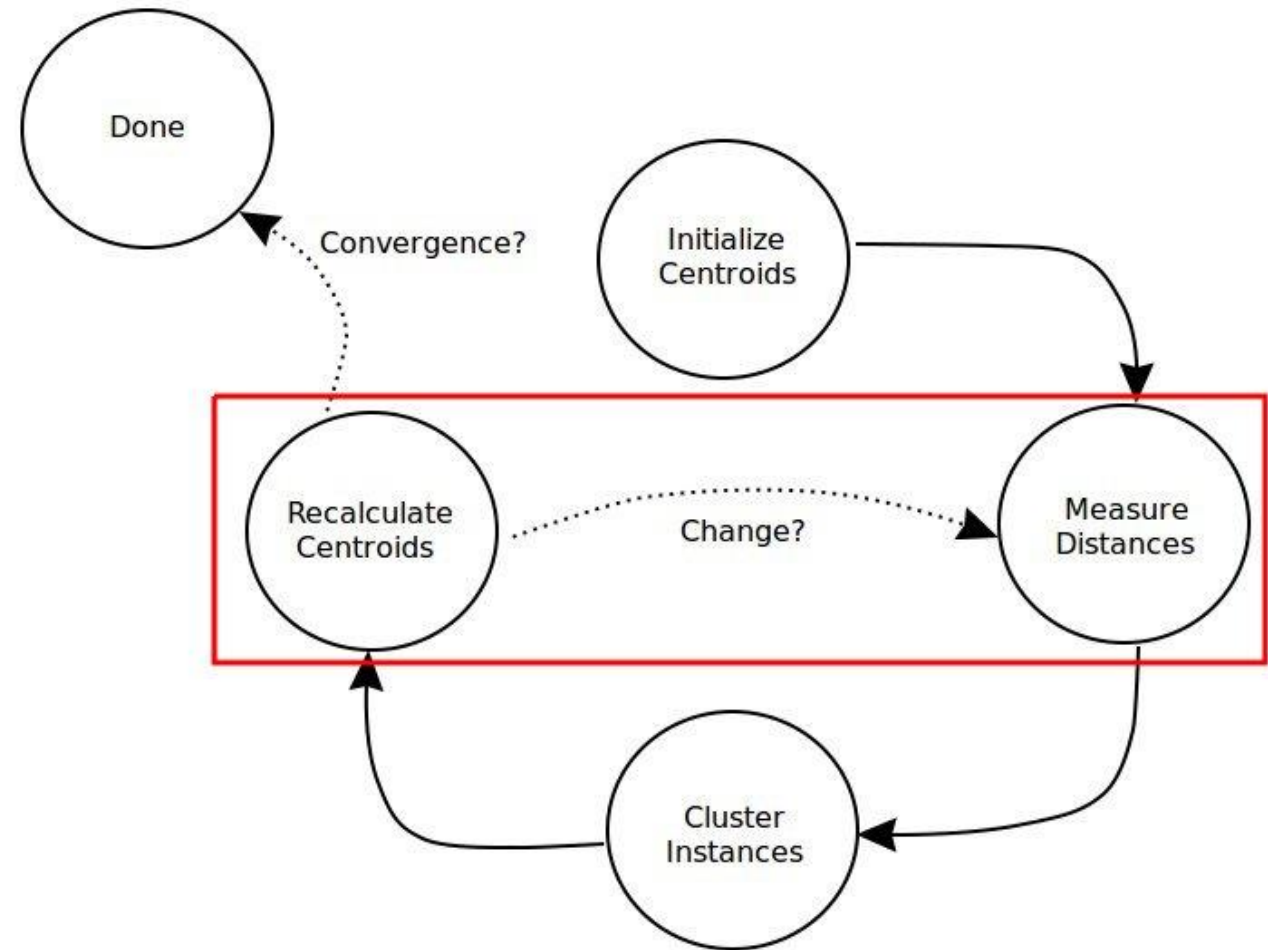 Done
Convergence?
Initialize
Centroids
Recalculate
Centroids
Change?
Measure
Distances
Cluster
Instances